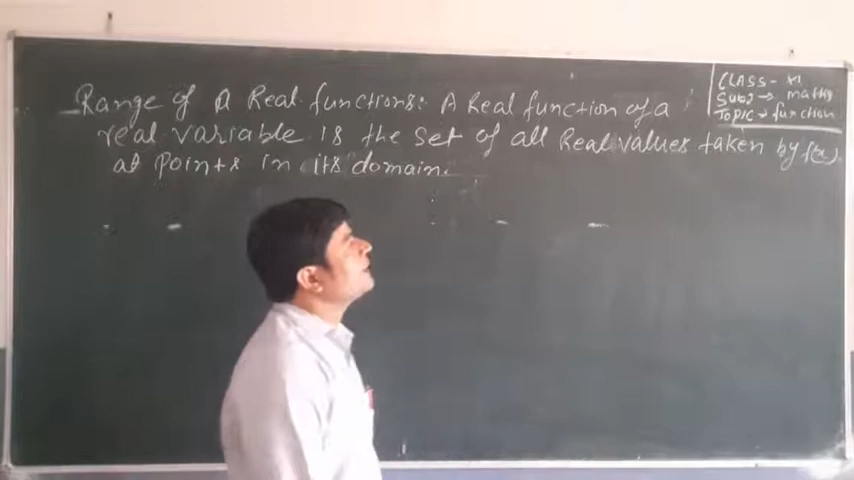 CLASS - XI
Subj → maths
Topic → function
Range of a Real functions: A Real function of a
real variable is the set of all Real values taken by f(x)
at points in its domain.